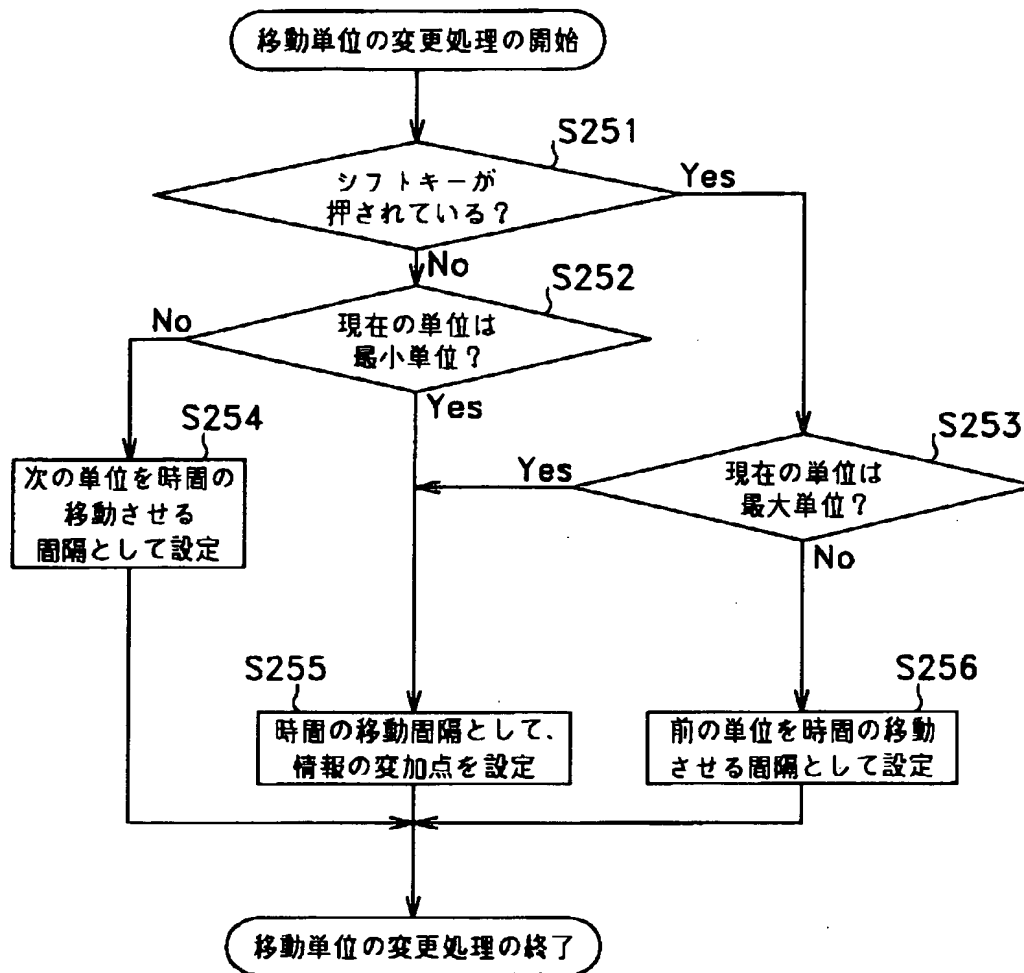 移動単位の変更処理の開始
S251
シフトキーが
押されている?
Yes
No
S252
現在の単位は
最小単位?
No
Yes
S254
次の単位を時間の
移動させる
間隔として設定
S253
現在の単位は
最大単位?
Yes
No
S255
時間の移動間隔として、
情報の変加点を設定
S256
前の単位を時間の移動
させる間隔として設定
移動単位の変更処理の終了